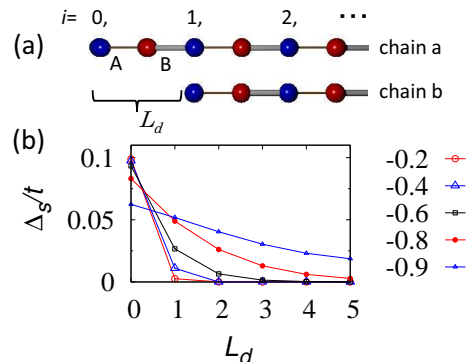 (a) i= 0, 1, 2, ...
A B chain a
chain b
L_d
(b)
0.1
0.05
0
Δ_s/t
0 1 2 3 4 5
L_d
-0.2
-0.4
-0.6
-0.8
-0.9